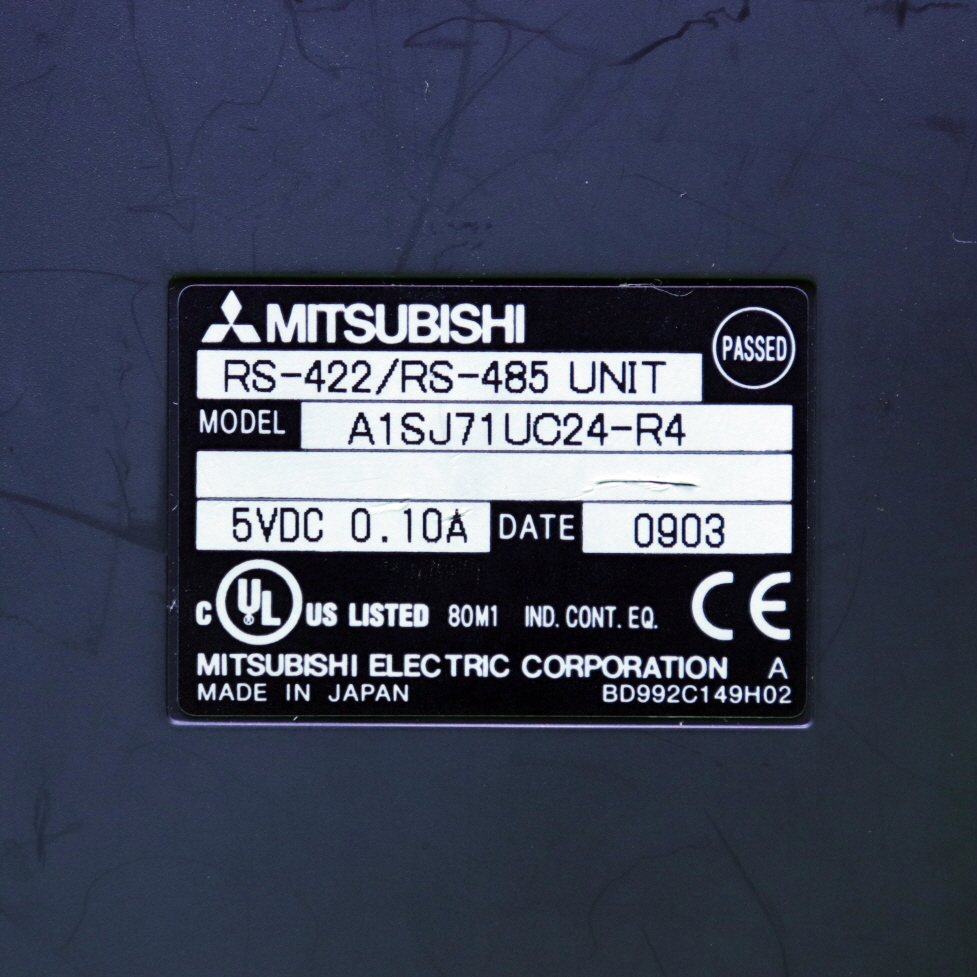 MITSUBISHI
PASSED
RS-422/RS-485 UNIT
MODEL A1SJ71UC24-R4
5VDC 0.10A DATE 0903
C UL® US LISTED 80M1 IND. CONT. EQ. CE
MITSUBISHI ELECTRIC CORPORATION A
MADE IN JAPAN BD992C149H02